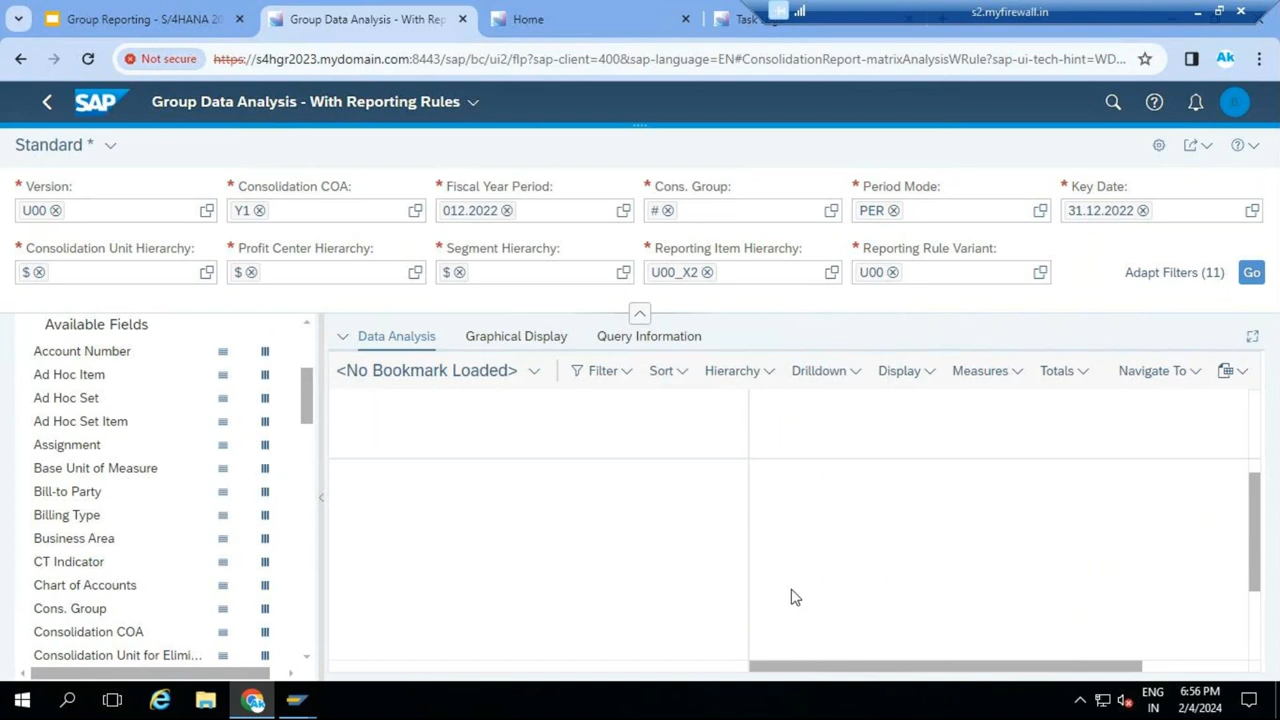 Group Reporting - S/4HANA 20
Group Data Analysis - With Rep
Home
Task
s2.myfirewall.in
Not secure
https://s4hgr2023.mydomain.com:8443/sap/bc/ui2/flp?sap-client=400&sap-language=EN#ConsolidationReport-matrixAnalysisWRule?sap-ui-tech-hint=WD...
Ak
SAP
Group Data Analysis - With Reporting Rules
Standard *
* Version:
* Consolidation COA:
* Fiscal Year Period:
* Cons. Group:
* Period Mode:
* Key Date:
U00
Y1
012.2022
#
PER
31.12.2022
* Consolidation Unit Hierarchy:
* Profit Center Hierarchy:
* Segment Hierarchy:
* Reporting Item Hierarchy:
* Reporting Rule Variant:
$
$
$
U00_X2
U00
Adapt Filters (11)
Go
Available Fields
Account Number
Ad Hoc Item
Ad Hoc Set
Ad Hoc Set Item
Assignment
Base Unit of Measure
Bill-to Party
Billing Type
Business Area
CT Indicator
Chart of Accounts
Cons. Group
Consolidation COA
Consolidation Unit for Elimi...
Data Analysis
Graphical Display
Query Information
<No Bookmark Loaded>
Filter
Sort
Hierarchy
Drilldown
Display
Measures
Totals
Navigate To
Ak
ENG
IN
6:56 PM
2/4/2024